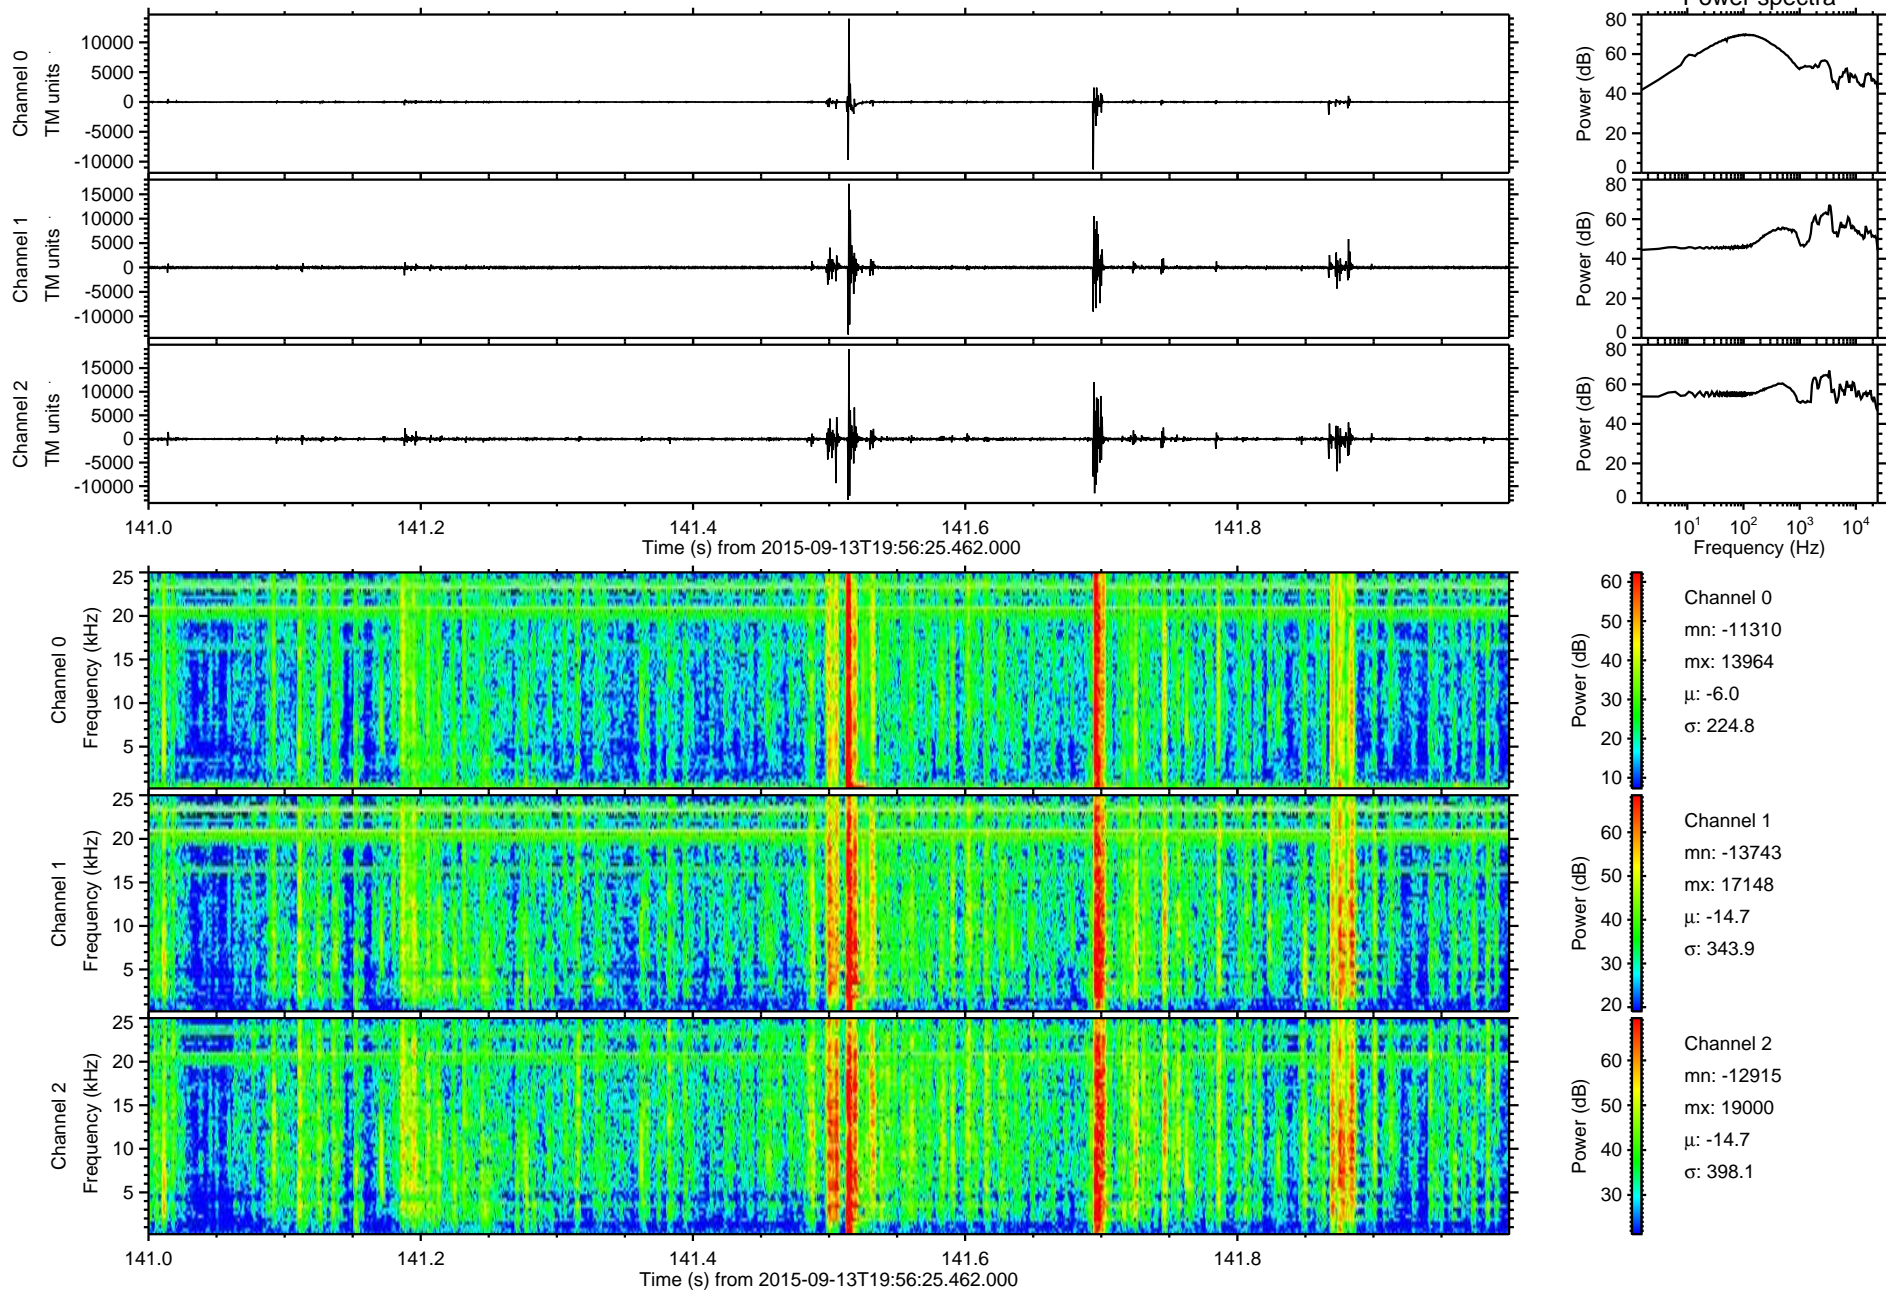 Power spectra
Channel 0
TM units
10000
5000
0
-5000
-10000
Power (dB)
80
60
40
20
0
Channel 1
TM units
15000
10000
5000
0
-5000
-10000
Power (dB)
80
60
40
20
0
Channel 2
TM units
15000
10000
5000
0
-5000
-10000
Power (dB)
80
60
40
20
0
141.0 141.2 141.4 141.6 141.8
Time (s) from 2015-09-13T19:56:25.462.000
10¹ 10² 10³ 10⁴
Frequency (Hz)
Channel 0
Frequency (kHz)
25
20
15
10
5
Power (dB)
60
50
40
30
20
10
Channel 0
mn: -11310
mx: 13964
µ: -6.0
σ: 224.8
Channel 1
Frequency (kHz)
25
20
15
10
5
Power (dB)
60
50
40
30
20
Channel 1
mn: -13743
mx: 17148
µ: -14.7
σ: 343.9
Channel 2
Frequency (kHz)
25
20
15
10
5
Power (dB)
60
50
40
30
Channel 2
mn: -12915
mx: 19000
µ: -14.7
σ: 398.1
141.0 141.2 141.4 141.6 141.8
Time (s) from 2015-09-13T19:56:25.462.000